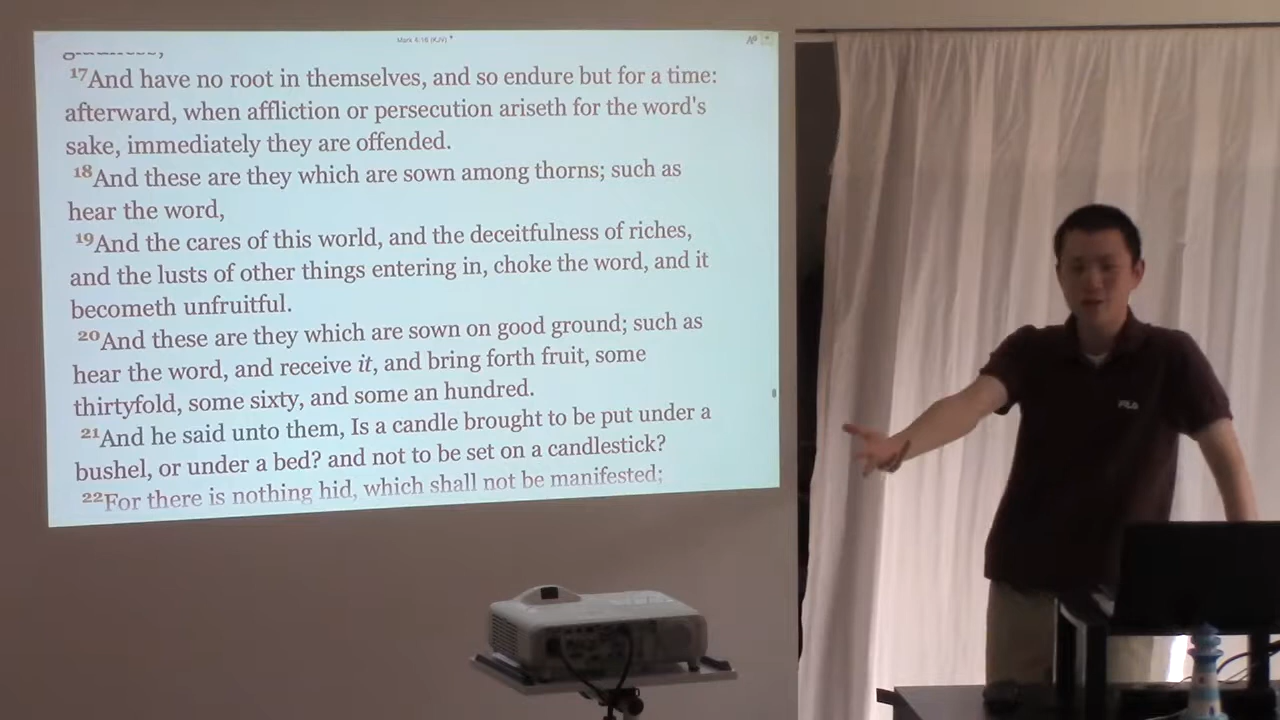 Mark 4:16 (KJV)
17And have no root in themselves, and so endure but for a time:
afterward, when affliction or persecution ariseth for the word's
sake, immediately they are offended.
18And these are they which are sown among thorns; such as
hear the word,
19And the cares of this world, and the deceitfulness of riches,
and the lusts of other things entering in, choke the word, and it
becometh unfruitful.
20And these are they which are sown on good ground; such as
hear the word, and receive it, and bring forth fruit, some
thirtyfold, some sixty, and some an hundred.
21And he said unto them, Is a candle brought to be put under a
bushel, or under a bed? and not to be set on a candlestick?
22For there is nothing hid, which shall not be manifested;
FILA